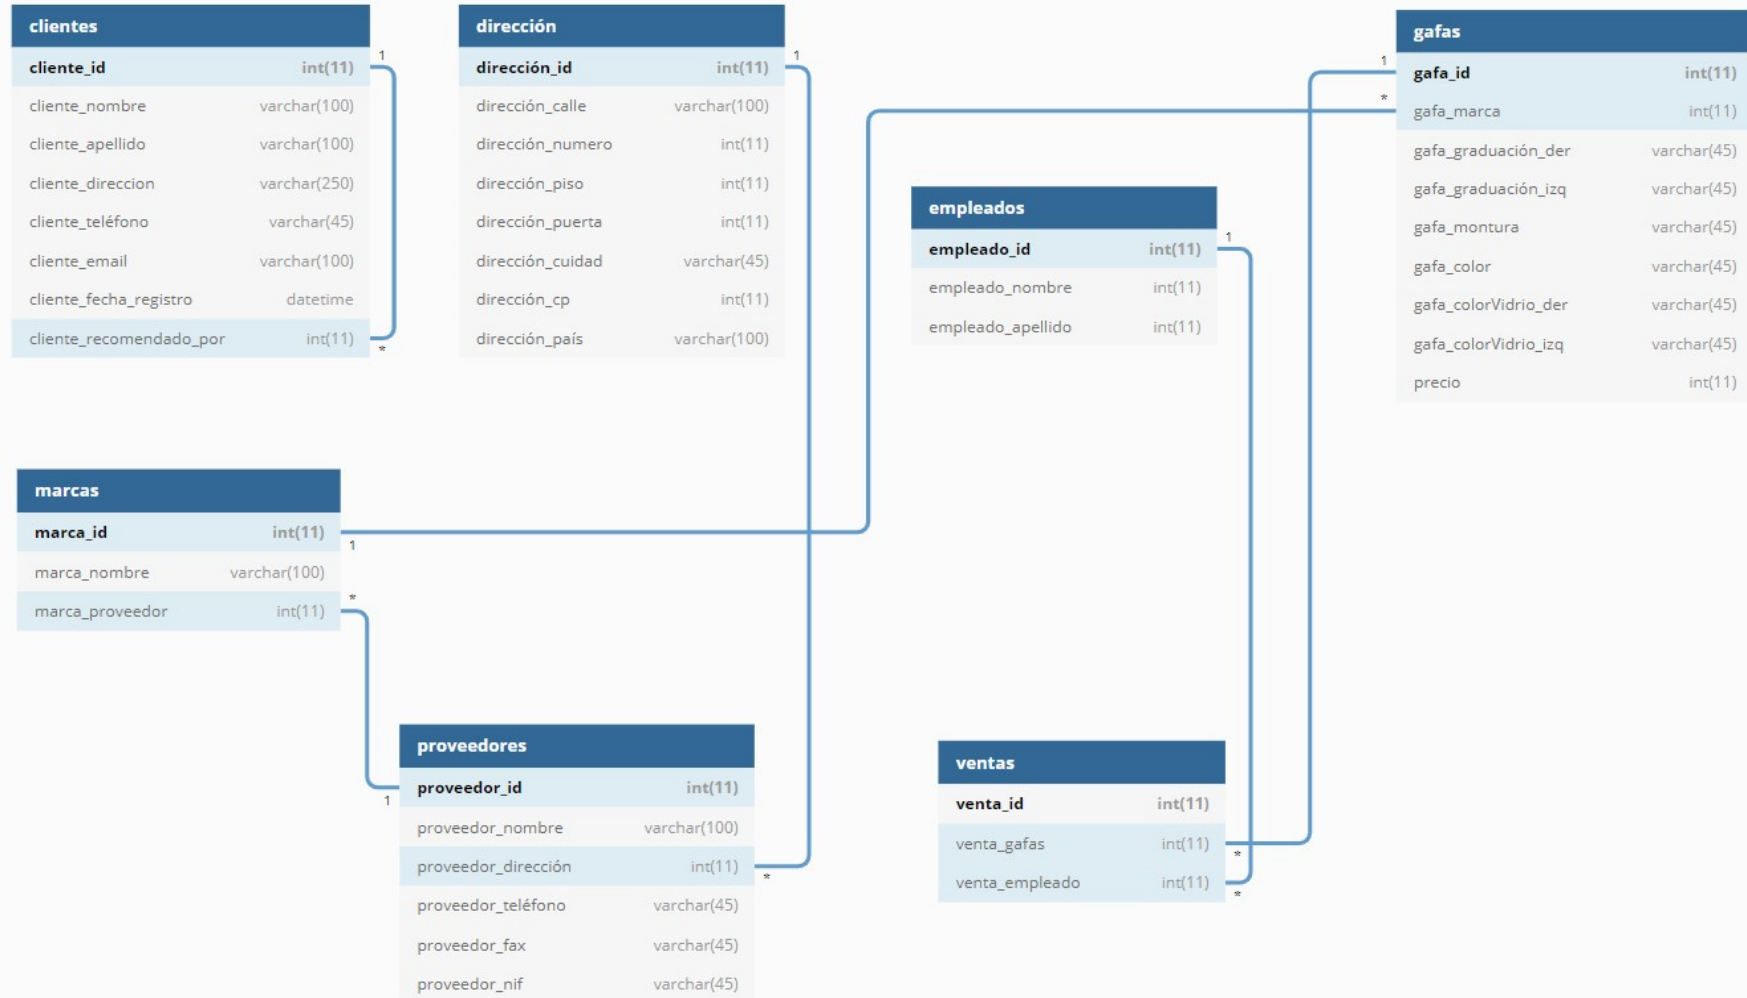 clientes
cliente_id int(11)
cliente_nombre varchar(100)
cliente_apellido varchar(100)
cliente_direccion varchar(250)
cliente_teléfono varchar(45)
cliente_email varchar(100)
cliente_fecha_registro datetime
cliente_recomendado_por int(11)
1
*
dirección
dirección_id int(11)
dirección_calle varchar(100)
dirección_numero int(11)
dirección_piso int(11)
dirección_puerta int(11)
dirección_cuidad varchar(45)
dirección_cp int(11)
dirección_país varchar(100)
1
empleados
empleado_id int(11)
empleado_nombre int(11)
empleado_apellido int(11)
1
gafas
1
gafa_id int(11)
*
gafa_marca int(11)
gafa_graduación_der varchar(45)
gafa_graduación_izq varchar(45)
gafa_montura varchar(45)
gafa_color varchar(45)
gafa_colorVidrio_der varchar(45)
gafa_colorVidrio_izq varchar(45)
precio int(11)
marcas
marca_id int(11)
1
marca_nombre varchar(100)
*
marca_proveedor int(11)
proveedores
proveedor_id int(11)
1
proveedor_nombre varchar(100)
proveedor_dirección int(11)
*
proveedor_teléfono varchar(45)
proveedor_fax varchar(45)
proveedor_nif varchar(45)
ventas
venta_id int(11)
venta_gafas int(11)
*
venta_empleado int(11)
*